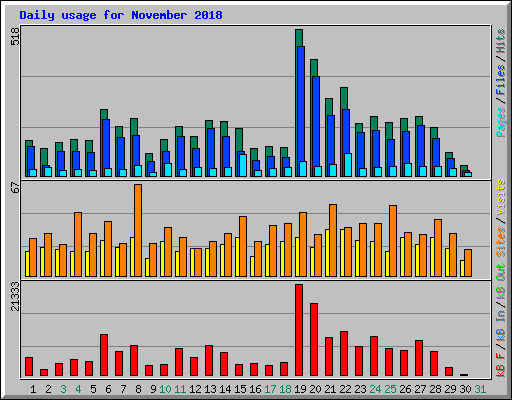 Daily usage for November 2018
518
Pages / Files / Hits
67
Sites / Visits
21333
kB F / kB In / kB Out
1 2 3 4 5 6 7 8 9 10 11 12 13 14 15 16 17 18 19 20 21 22 23 24 25 26 27 28 29 30 31